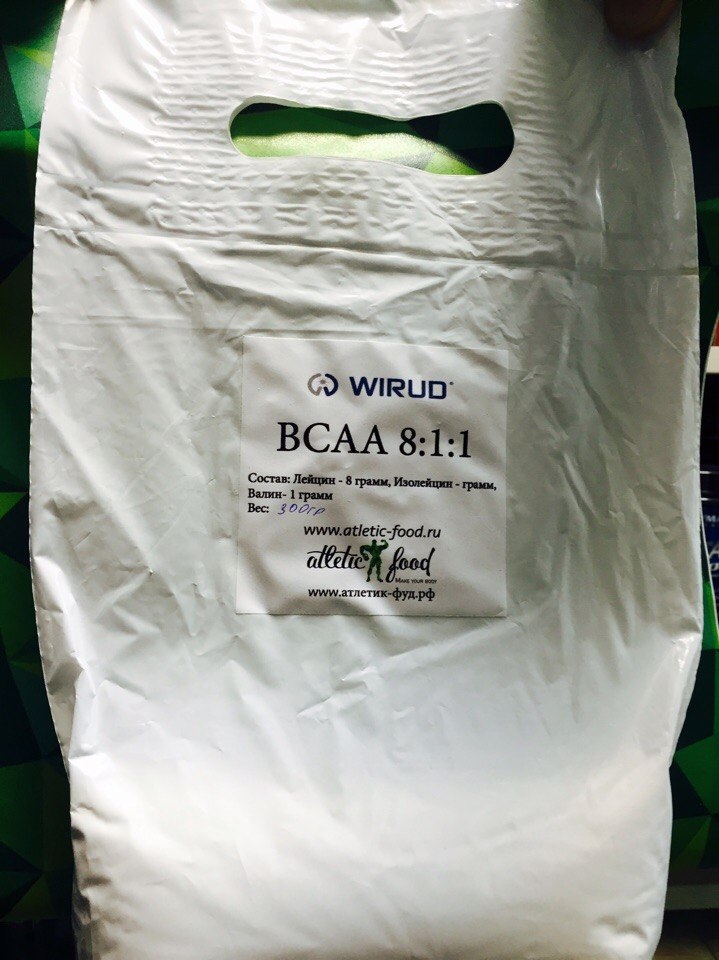 WIRUD®
BCAA 8:1:1
Состав: Лейцин - 8 грамм, Изолейцин - грамм,
Валин- 1 грамм
Вес: 300гр
www.atletic-food.ru
atletic food
MAKE YOUR BODY
www.атлетик-фуд.рф